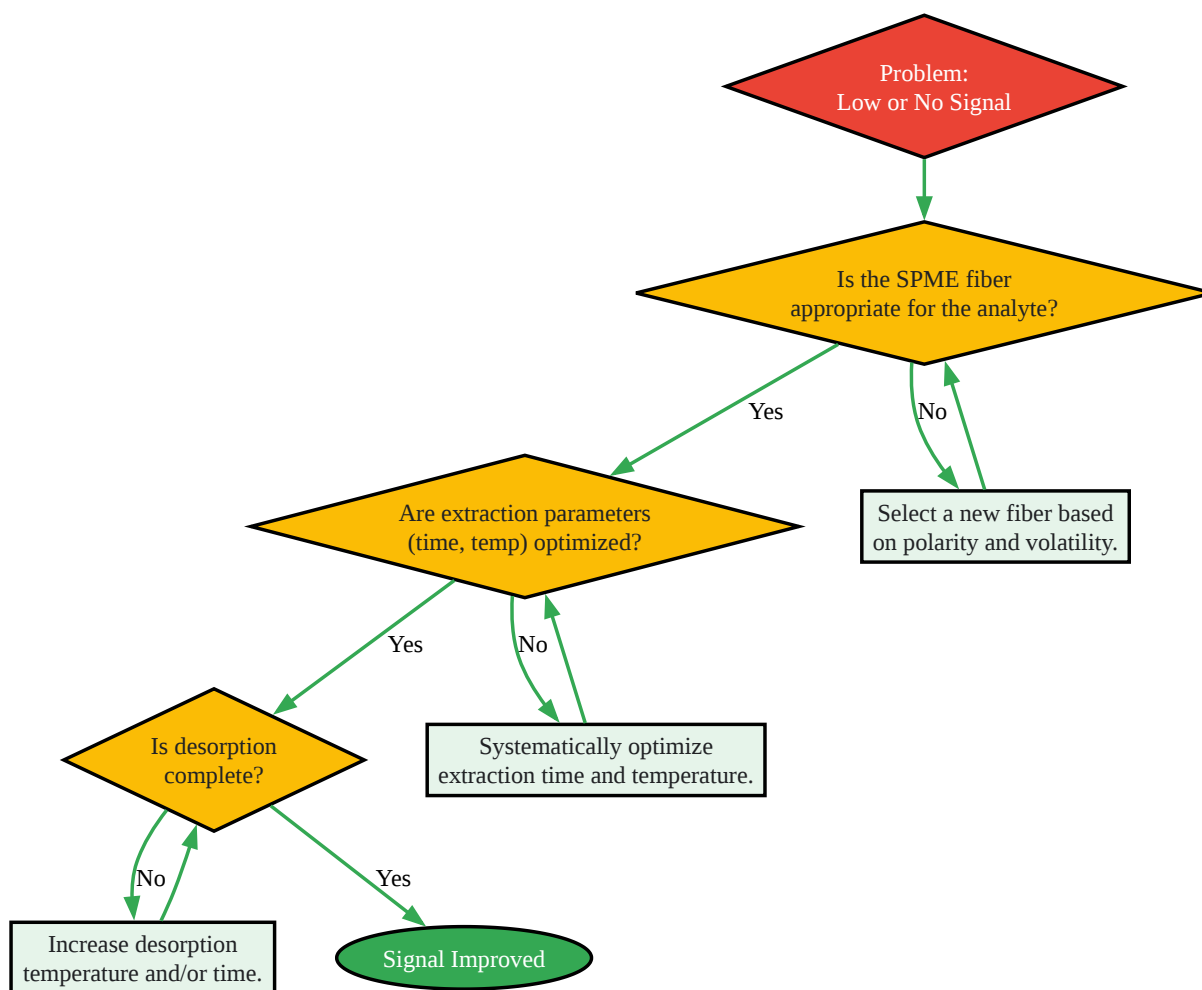 Problem:
Low or No Signal
Is the SPME fiber
appropriate for the analyte?
Yes
No
Select a new fiber based
on polarity and volatility.
Are extraction parameters
(time, temp) optimized?
Yes
No
Systematically optimize
extraction time and temperature.
Is desorption
complete?
No
Yes
Increase desorption
temperature and/or time.
Signal Improved